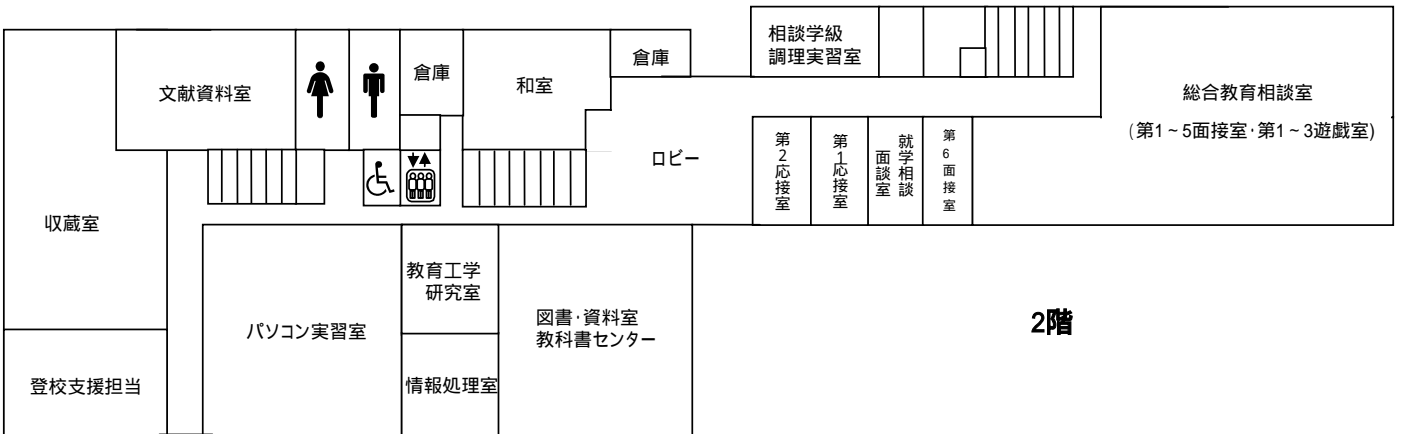 相談学級
調理実習室
倉庫
文献資料室
倉庫
和室
総合教育相談室
(第1~5面接室・第1~3遊戯室)
ロビー
第2応接室
第1応接室
就学相談
面談室
第6面接室
収蔵室
教育工学
研究室
パソコン実習室
図書・資料室
教科書センター
2階
登校支援担当
情報処理室